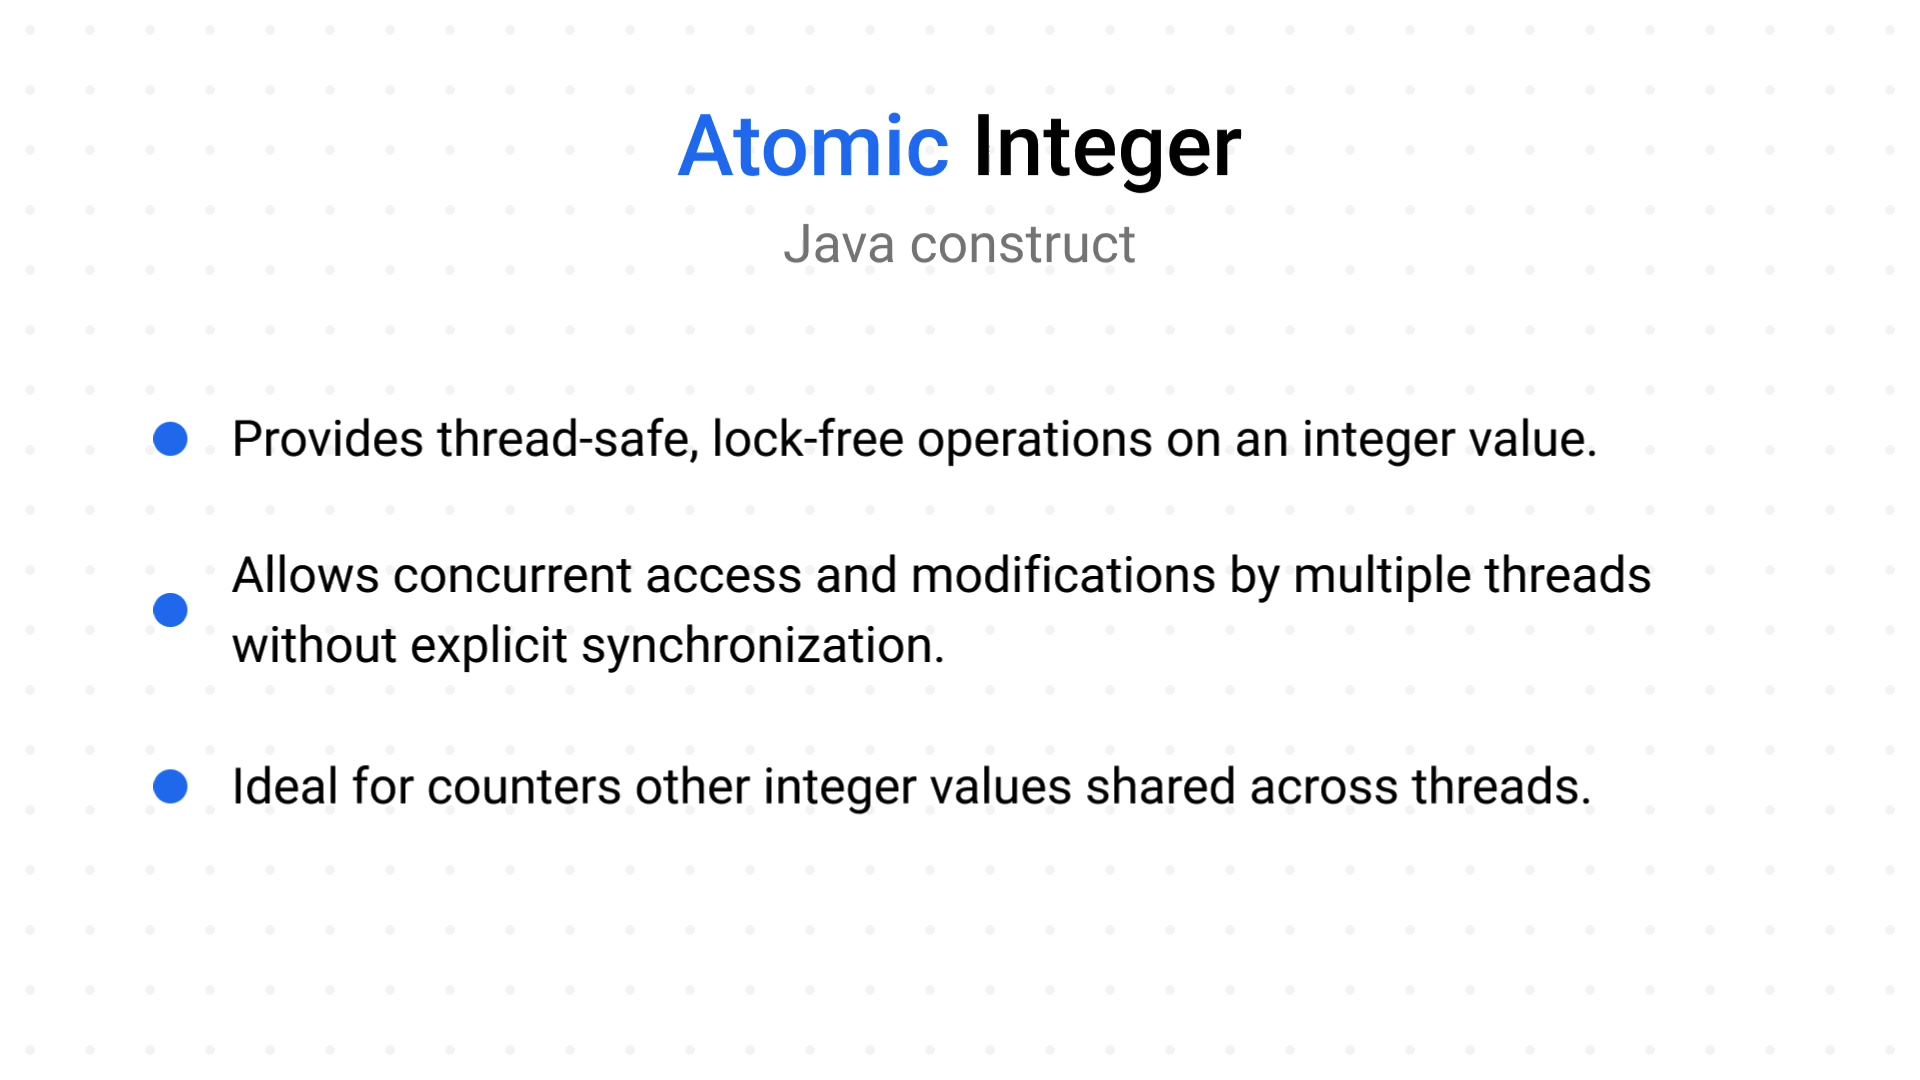 Atomic Integer
Java construct
Provides thread-safe, lock-free operations on an integer value.
Allows concurrent access and modifications by multiple threads
without explicit synchronization.
Ideal for counters other integer values shared across threads.